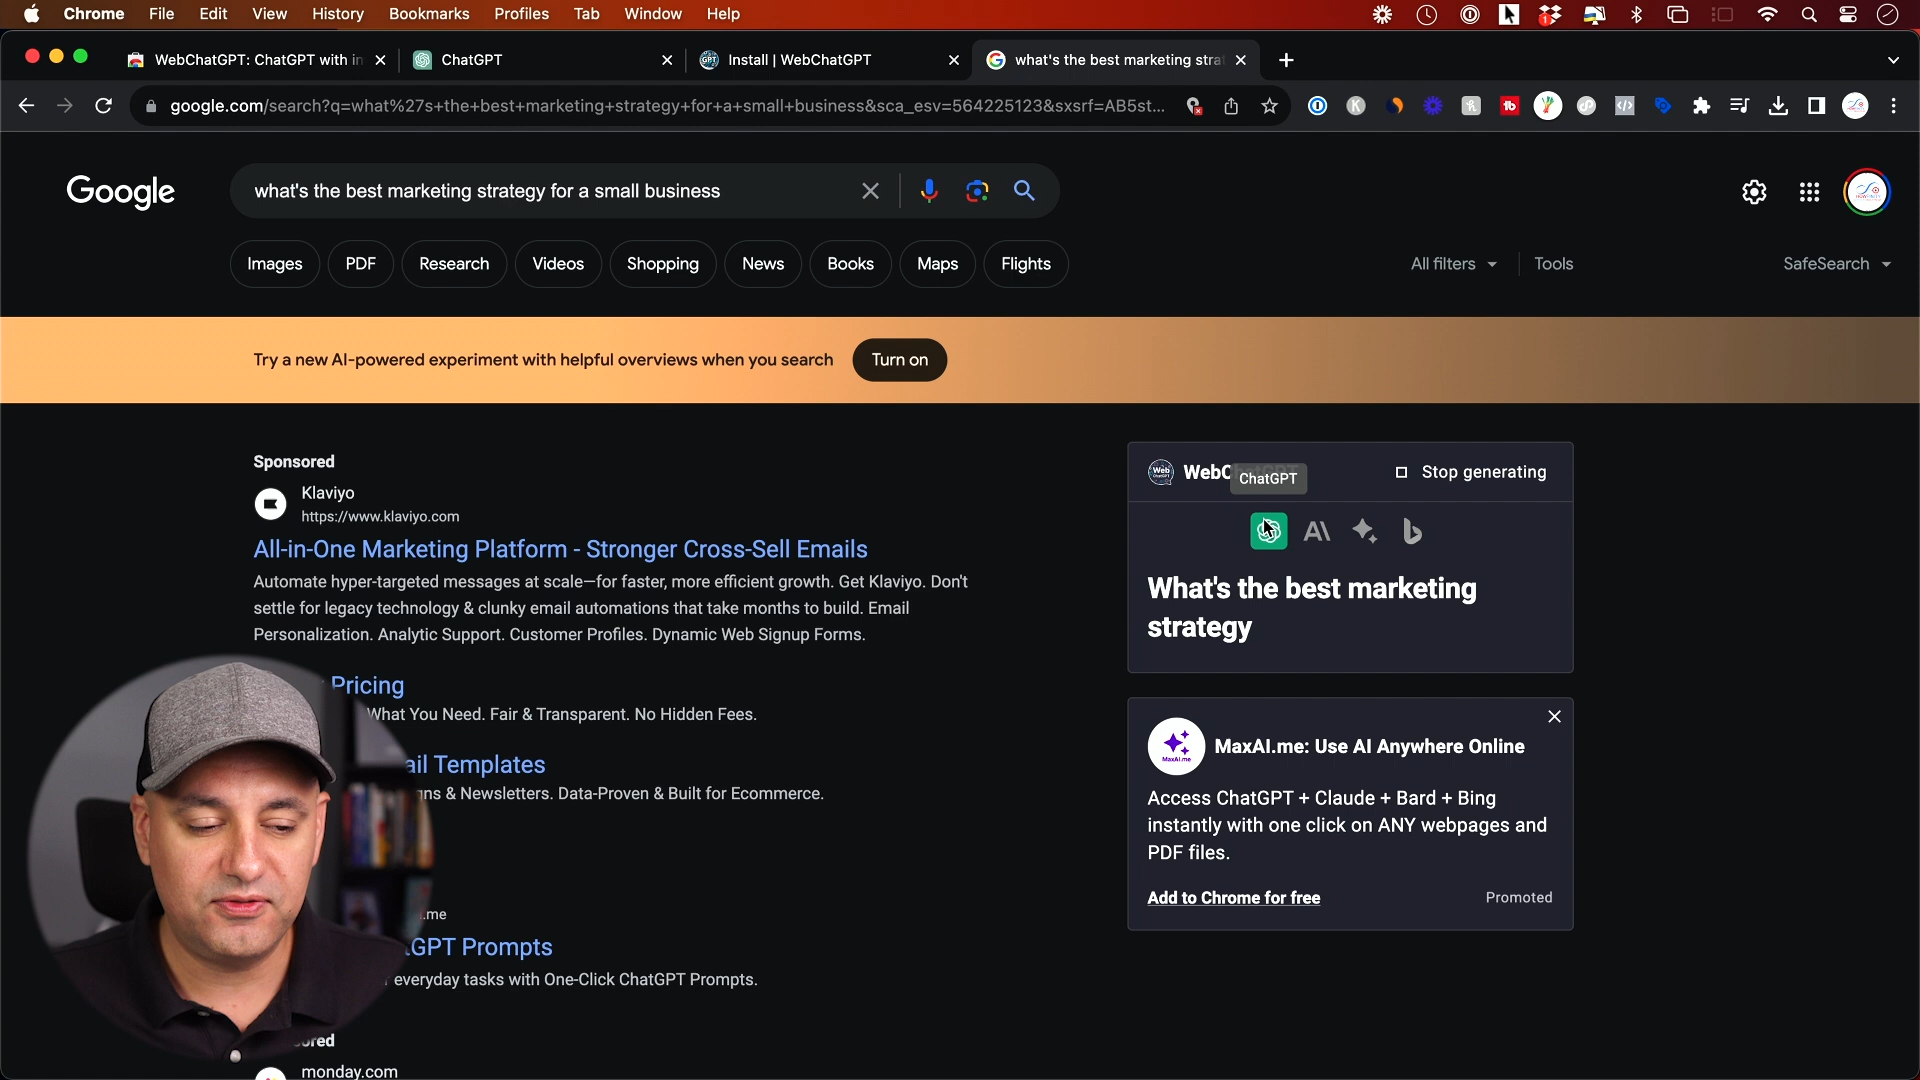 Chrome File Edit View History Bookmarks Profiles Tab Window Help
WebChatGPT: ChatGPT with in
ChatGPT
Install | WebChatGPT
what's the best marketing stra
google.com/search?q=what%27s+the+best+marketing+strategy+for+a+small+business&sca_esv=564225123&sxsrf=AB5st...
Google
what's the best marketing strategy for a small business
Images PDF Research Videos Shopping News Books Maps Flights
All filters Tools SafeSearch
Try a new AI-powered experiment with helpful overviews when you search Turn on
Sponsored
Klaviyo
https://www.klaviyo.com
All-in-One Marketing Platform - Stronger Cross-Sell Emails
Automate hyper-targeted messages at scale—for faster, more efficient growth. Get Klaviyo. Don't
settle for legacy technology & clunky email automations that take months to build. Email
Personalization. Analytic Support. Customer Profiles. Dynamic Web Signup Forms.
Pricing
What You Need. Fair & Transparent. No Hidden Fees.
ail Templates
ns & Newsletters. Data-Proven & Built for Ecommerce.
.me
GPT Prompts
everyday tasks with One-Click ChatGPT Prompts.
ored
monday.com
WebC
ChatGPT
Stop generating
What's the best marketing
strategy
MaxAI.me: Use AI Anywhere Online
Access ChatGPT + Claude + Bard + Bing
instantly with one click on ANY webpages and
PDF files.
Add to Chrome for free
Promoted